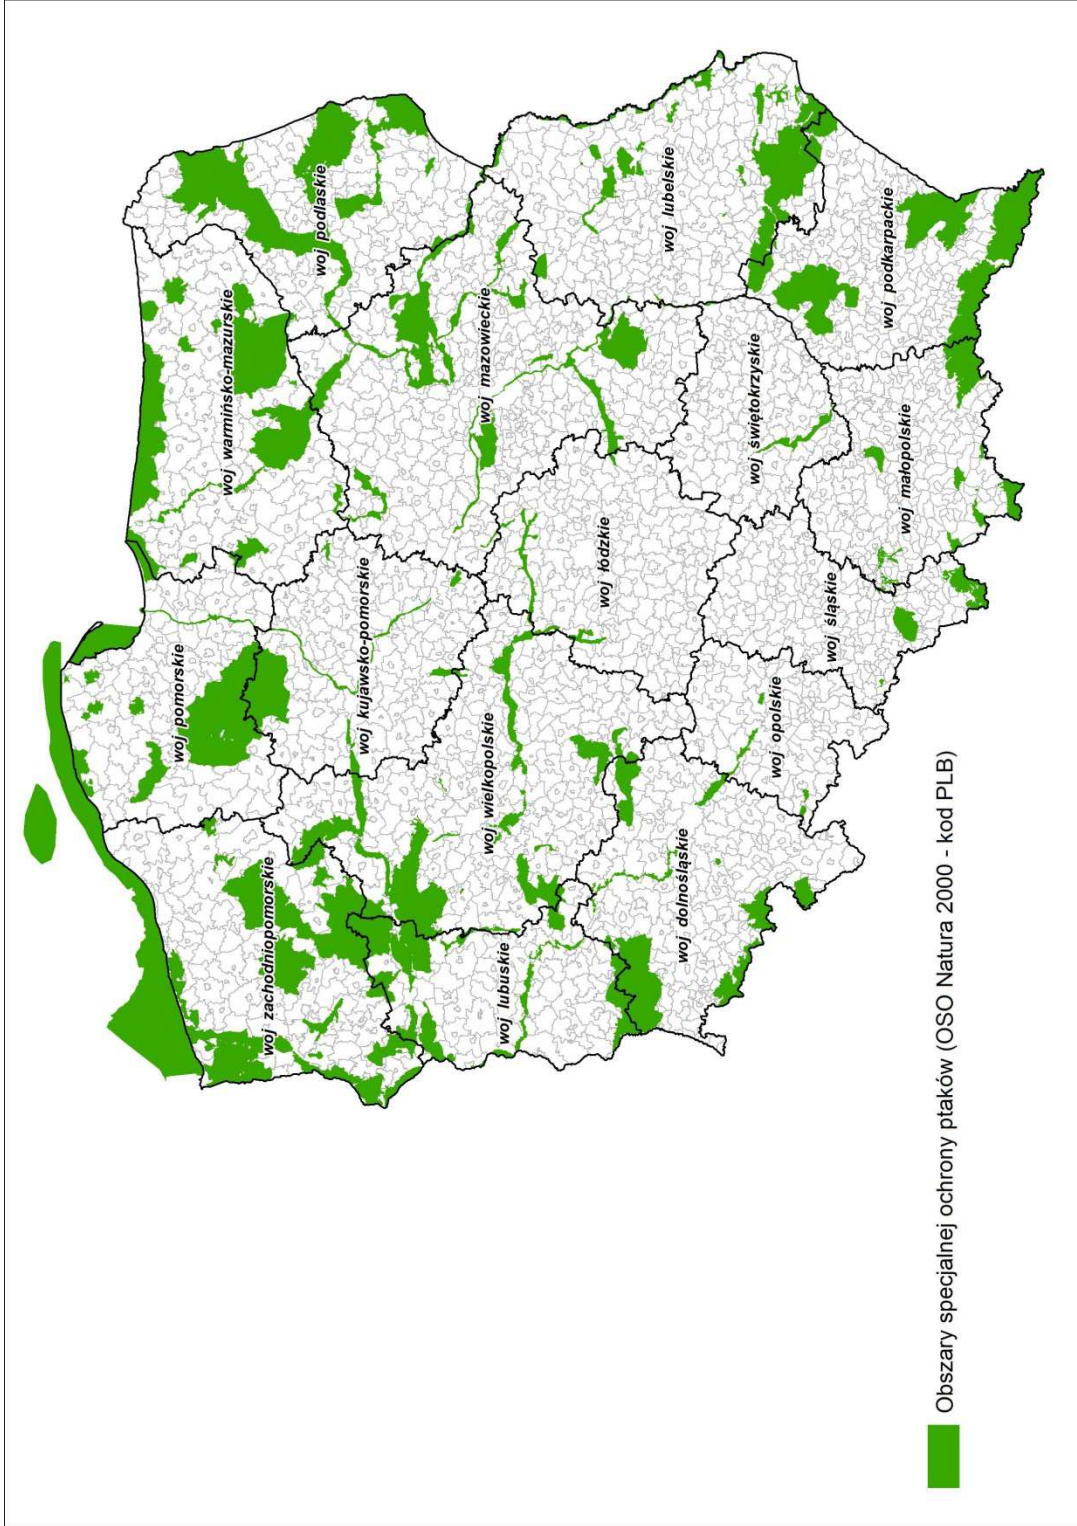 woj pomorskie
woj warmińsko-mazurskie
woj podlaskie
woj zachodniopomorskie
woj kujawsko-pomorskie
woj mazowieckie
woj wielkopolskie
woj lubuskie
woj łódzkie
woj lubelskie
woj dolnośląskie
woj opolskie
woj śląskie
woj świętokrzyskie
woj małopolskie
woj podkarpackie
Obszary specjalnej ochrony ptaków (OSO Natura 2000 - kod PLB)